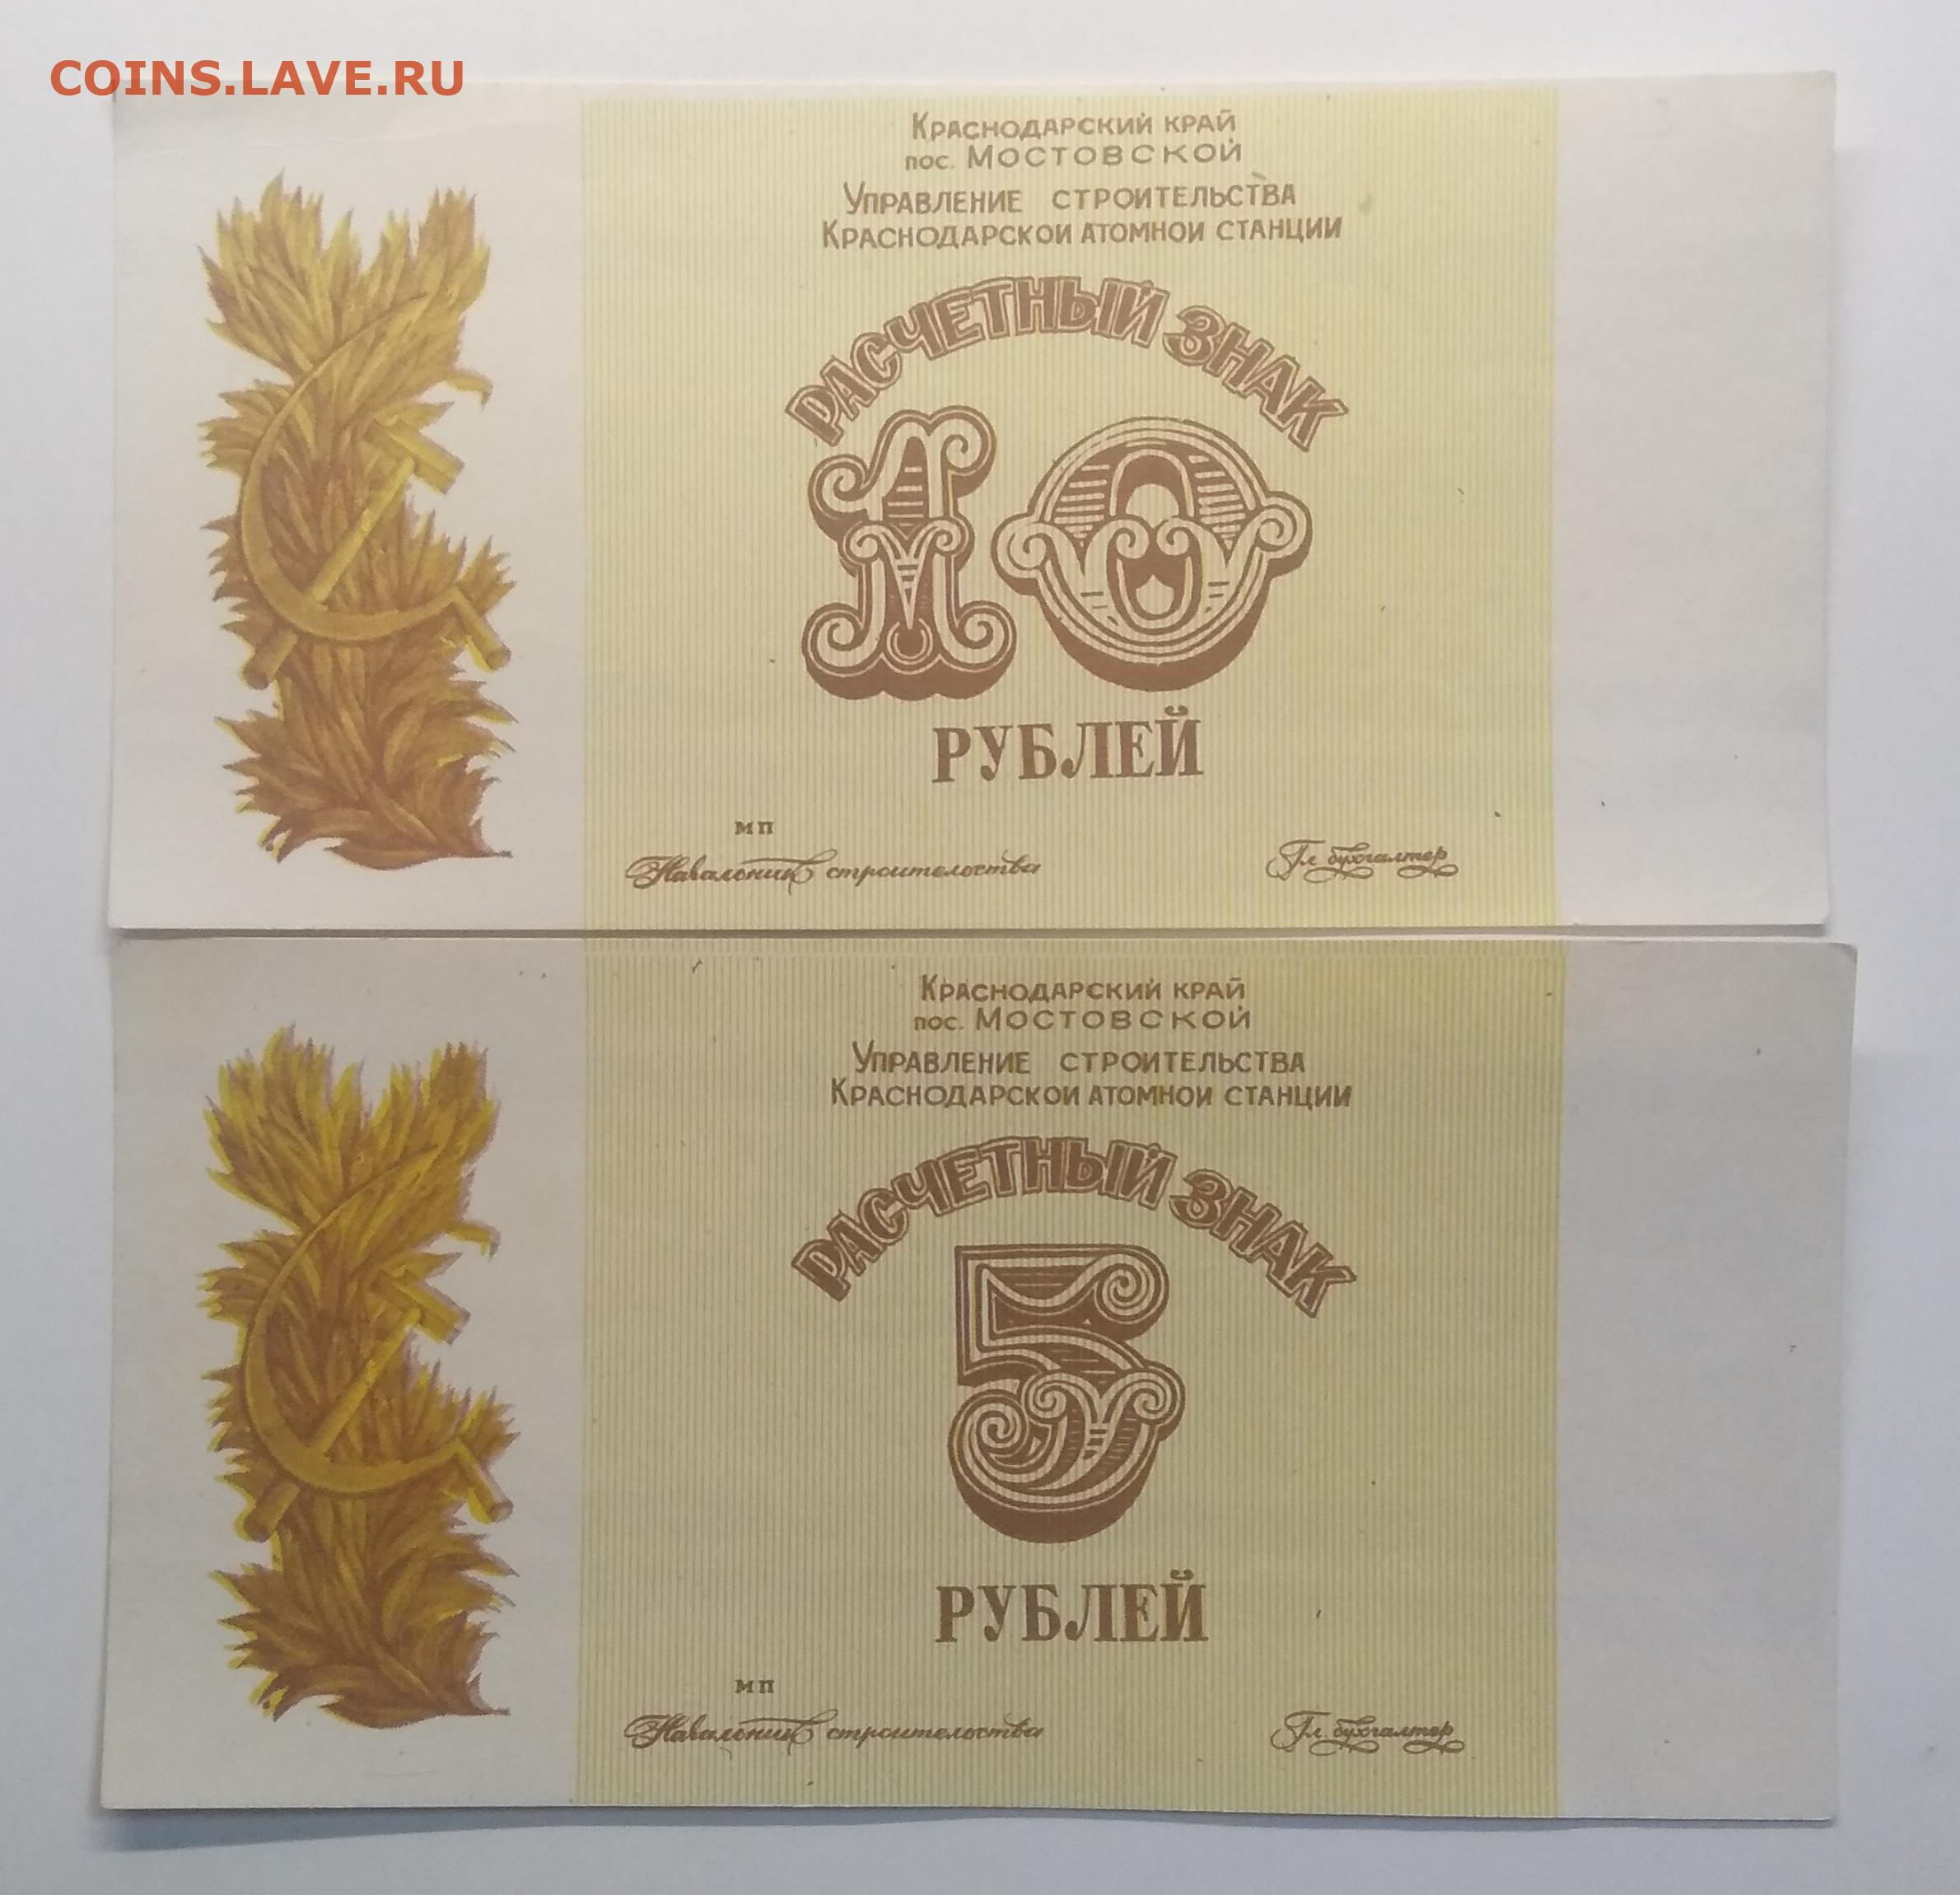 COINS.LAVE.RU
Краснодарский край
пос. Мостовской
Управление строительства
Краснодарской атомной станции
РАСЧЕТНЫЙ ЗНАК
10
РУБЛЕЙ
МП
Начальник строительства Гл. бухгалтер
Краснодарский край
пос. Мостовской
Управление строительства
Краснодарской атомной станции
РАСЧЕТНЫЙ ЗНАК
5
РУБЛЕЙ
МП
Начальник строительства Гл. бухгалтер